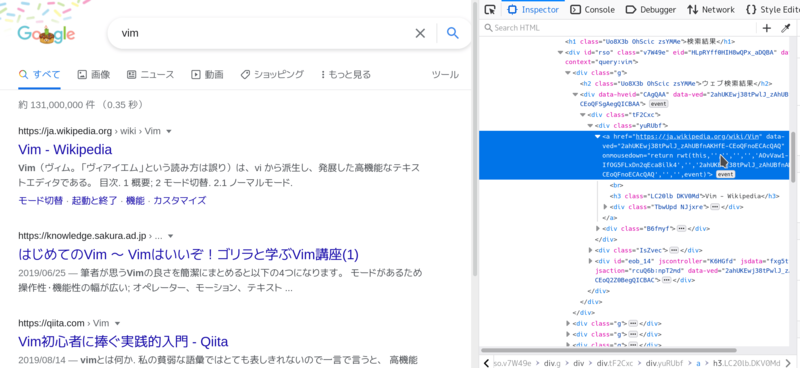 Google
vim
すべて 画像 ニュース 動画 ショッピング もっと見る ツール
約 131,000,000 件 （0.35 秒）
https://ja.wikipedia.org › wiki › Vim
Vim - Wikipedia
Vim（ヴィム。「ヴィアイエム」という読み方は誤り）は、vi から派生し、発展した高機能なテキ
ストエディタである。 目次. 1 概要; 2 モード切替. 2.1 ノーマルモード.
モード切替 · 起動と終了 · 機能 · カスタマイズ
https://knowledge.sakura.ad.jp › ...
はじめてのVim 〜 Vimはいいぞ！ゴリラと学ぶVim講座(1)
2019/06/25 — 筆者が思うVimの良さを簡潔にまとめると以下の4つになります。 モードがあるため
操作性・機能性の幅が広い; オペレーター、モーション、テキスト ...
https://qiita.com › Vim
Vim初心者に捧ぐ実践的入門 - Qiita
2019/08/14 — vimとは何か. 私の貧弱な語彙ではとても表しきれないので一言で言うと、 高機能
Inspector Console Debugger Network Style Editor
Search HTML
<h1 class="Uo8X3b OhScic zsYMMe">検索結果</h1>
<div id="rso" class="v7W49e" eid="HLpRYff0HIHBwQPx_aDQBA" da
context="query:vim">
<div class="g">
<h2 class="Uo8X3b OhScic zsYMMe">ウェブ検索結果</h2>
<div data-hveid="CAgQAA" data-ved="2ahUKEwj38tPwlJ_zAhUB
CEoQFSgAegQICBAA"> event
<div class="tF2Cxc">
<div class="yuRUbf">
<a href="https://ja.wikipedia.org/wiki/Vim" data-
ved="2ahUKEwj38tPwlJ_zAhUBfnAKHfE-CEoQFnoECAcQAQ"
onmousedown="return rwt(this,'','','','','AOvVaw1-
IfOG5FLxDn2qEca8ilk4','','2ahUKEwj38tPwlJ_zAhUBfnA
CEoQFnoECAcQAQ','','',event)"> event
<br>
<h3 class="LC20lb DKV0Md">Vim - Wikipedia</h3>
<div class="TbwUpd NJjxre">…</div>
</a>
<div class="B6fmyf">…</div>
</div>
<div class="IsZvec">…</div>
<div id="eob_14" jscontroller="K6HGfd" jsdata="fxg5t
jsaction="rcuQ6b:npT2md" data-ved="2ahUKEwj38tPwlJ_zA
CEoQ2Z0BegQICBAC">…</div>
</div>
</div>
</div>
<div class="g">…</div>
<div class="g">…</div>
<div class="g">…</div>
so.v7W49e › div.g › div › div.tF2Cxc › div.yuRUbf › a › h3.LC20lb.DKV0Md